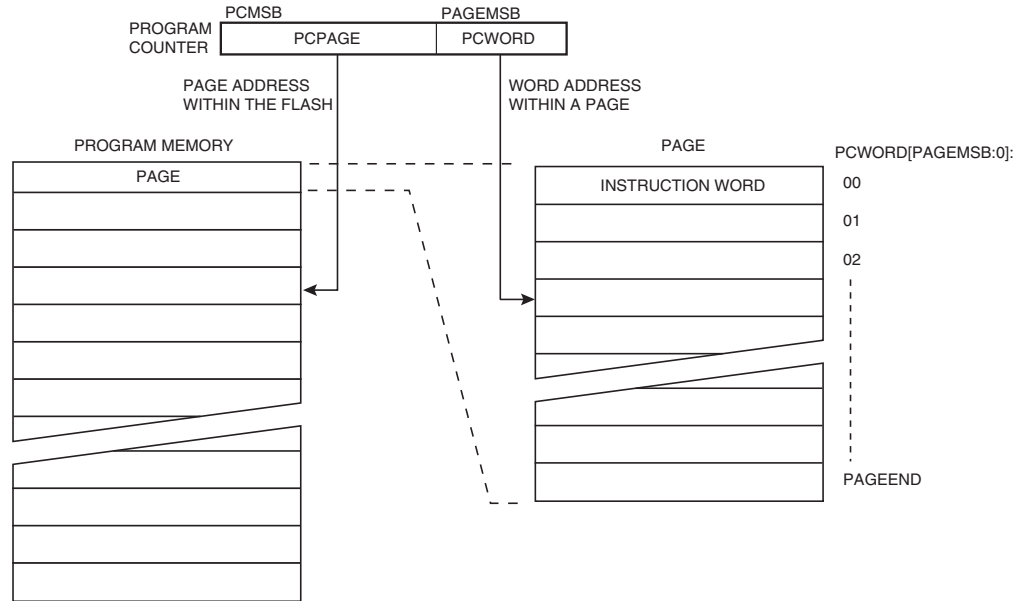 PCMSB
PAGEMSB
PROGRAM
COUNTER
PCPAGE
PCWORD
PAGE ADDRESS
WITHIN THE FLASH
WORD ADDRESS
WITHIN A PAGE
PROGRAM MEMORY
PAGE
PAGE
PCWORD[PAGEMSB:0]:
INSTRUCTION WORD
00
01
02
PAGEEND